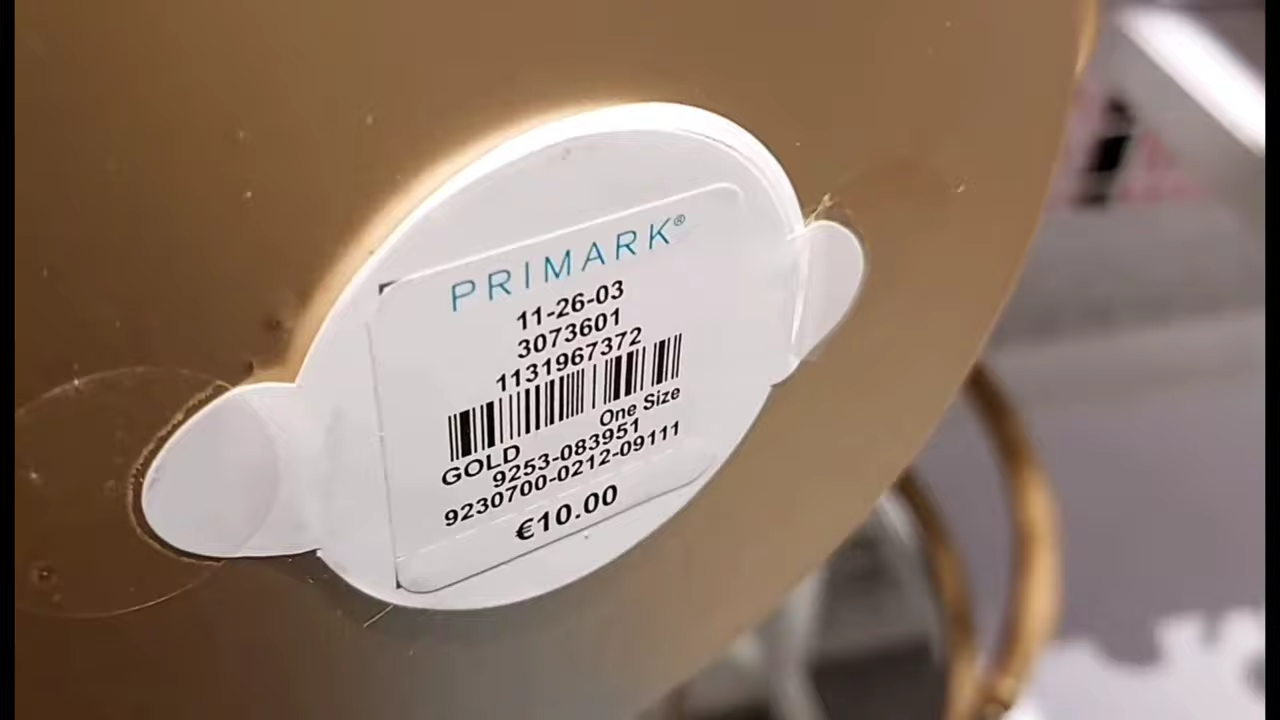 PRIMARK®
11-26-03
3073601
1131967372
One Size
GOLD
9253-083951
9230700-0212-09111
€10.00